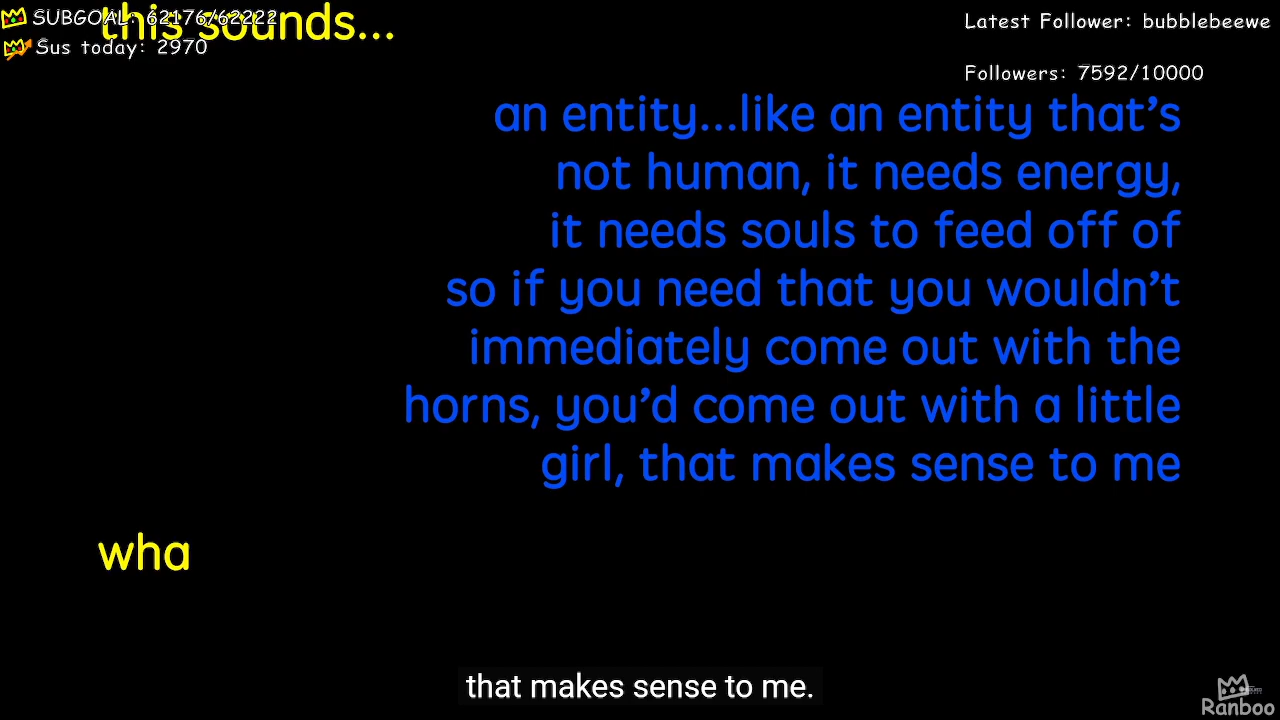 SUBGOAL: 62176/62222
this sounds...
Sus today: 2970
Latest Follower: bubblebeewe
Followers: 7592/10000
an entity...like an entity that’s
not human, it needs energy,
it needs souls to feed off of
so if you need that you wouldn’t
immediately come out with the
horns, you’d come out with a little
girl, that makes sense to me
wha
that makes sense to me.
Ranboo